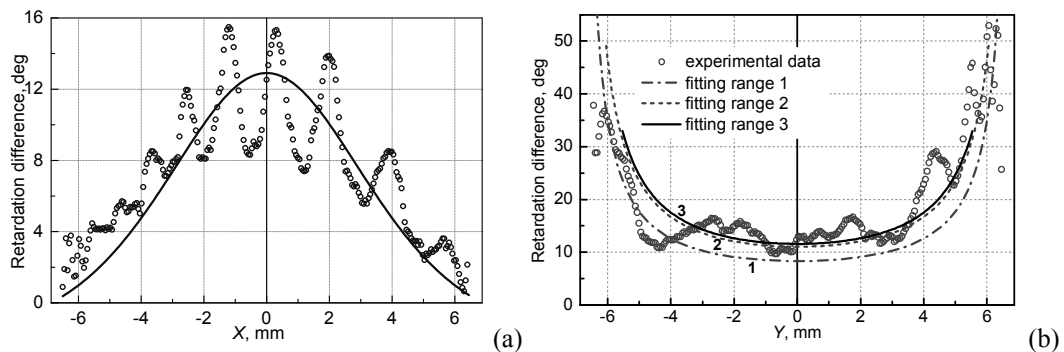 16
12
8
4
0
Retardation difference, deg
-6 -4 -2 0 2 4 6
X, mm
(a)
50
40
30
20
10
0
Retardation difference, deg
experimental data
fitting range 1
fitting range 2
fitting range 3
3
2
1
-6 -4 -2 0 2 4 6
Y, mm
(b)